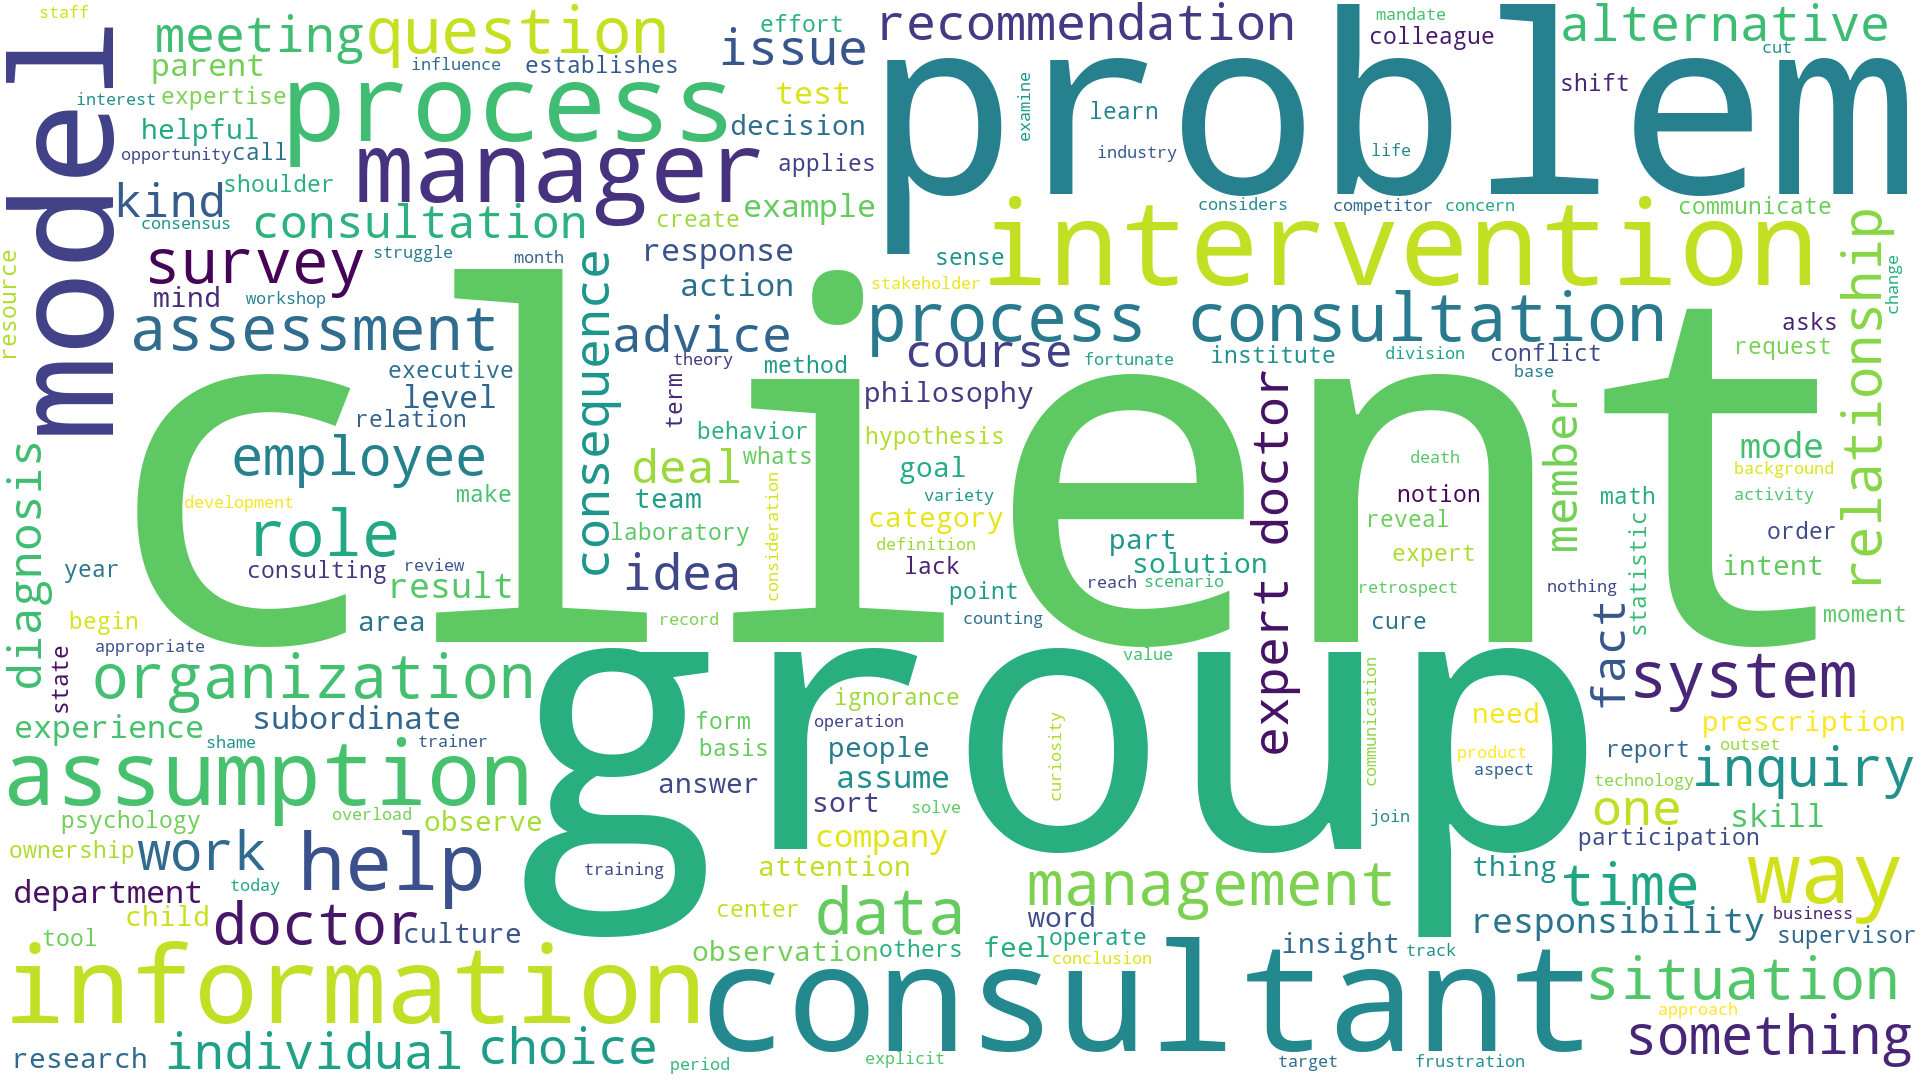 staff
meeting
question
effort
issue
recommendation
mandate
colleague
alternative
cut
model
parent
influence
establishes
problem
shift
interest
expertise
process
test
examine
learn
helpful
decision
opportunity
call
manager
applies
industry
life
shoulder
kind
consensus
consultation
create
example
considers
competitor
concern
communicate
survey
struggle
month
response
sense
intervention
relationship
resource
mind
workshop
action
stakeholder
change
assessment
consequence
advice
process consultation
asks
theory
method
course
fortunate
institute
division
conflict
request
executive
base
level
term
philosophy
expert doctor
member
relation
client
behavior
hypothesis
mode
employee
deal
whats
goal
death
background
diagnosis
development
make
team
consideration
variety
notion
math
activity
role
laboratory
category
reveal
statistic
order
definition
part
expert
year
consulting
review
result
idea
lack
solution
intent
reach
scenario
point
retrospect
nothing
begin
area
record
counting
cure
moment
appropriate
state
organization
group
value
fact
system
communication
experience
subordinate
form
ignorance
operation
curiosity
need
prescription
shame
trainer
basis
people
product
report
outset
assumption
answer
assume
aspect
technology
inquiry
sort
solve
psychology
overload
observe
company
join
one
skill
ownership
work
help
participation
training
attention
thing
way
department
today
management
time
child
doctor
center
data
word
responsibility
business
tool
culture
observation
others
feel
operate
insight
track
supervisor
conclusion
information
consultant
situation
approach
something
research
individual
choice
period
explicit
target
frustration